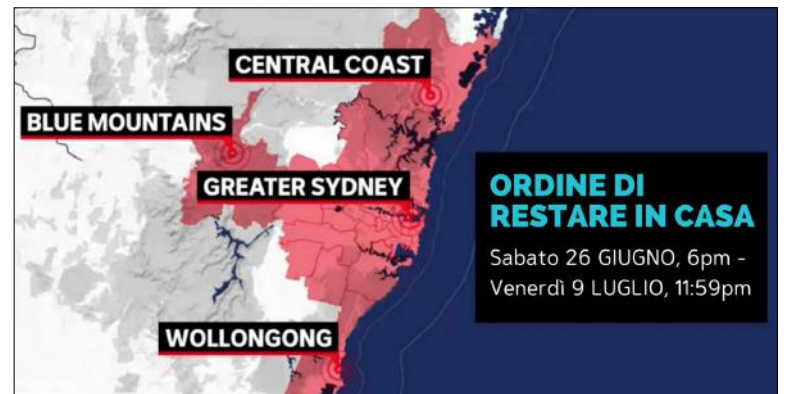 CENTRAL COAST
BLUE MOUNTAINS
GREATER SYDNEY
WOLLONGONG
ORDINE DI
RESTARE IN CASA
Sabato 26 GIUGNO, 6pm -
Venerdì 9 LUGLIO, 11:59pm